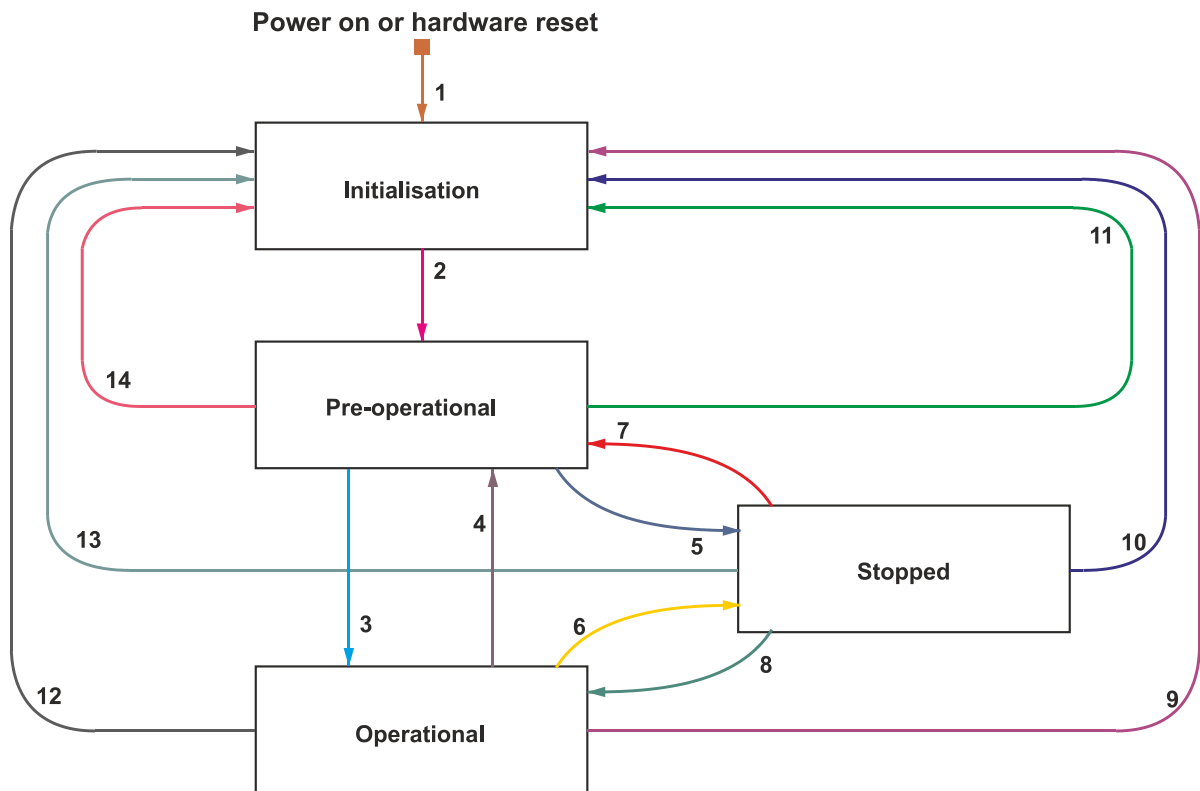 Power on or hardware reset
1
Initialisation
2
11
14
Pre-operational
7
4
5
13
Stopped
10
3
6
8
12
9
Operational